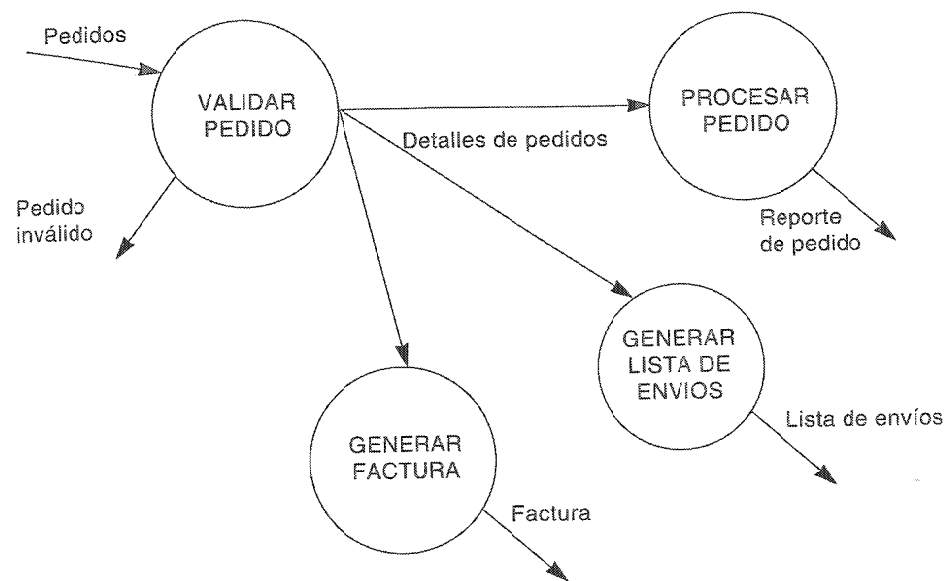 Pedidos
VALIDAR
PEDIDO
PROCESAR
PEDIDO
Detalles de pedidos
Pedido
inválido
Reporte
de pedido
GENERAR
LISTA DE
ENVIOS
Lista de envíos
GENERAR
FACTURA
Factura